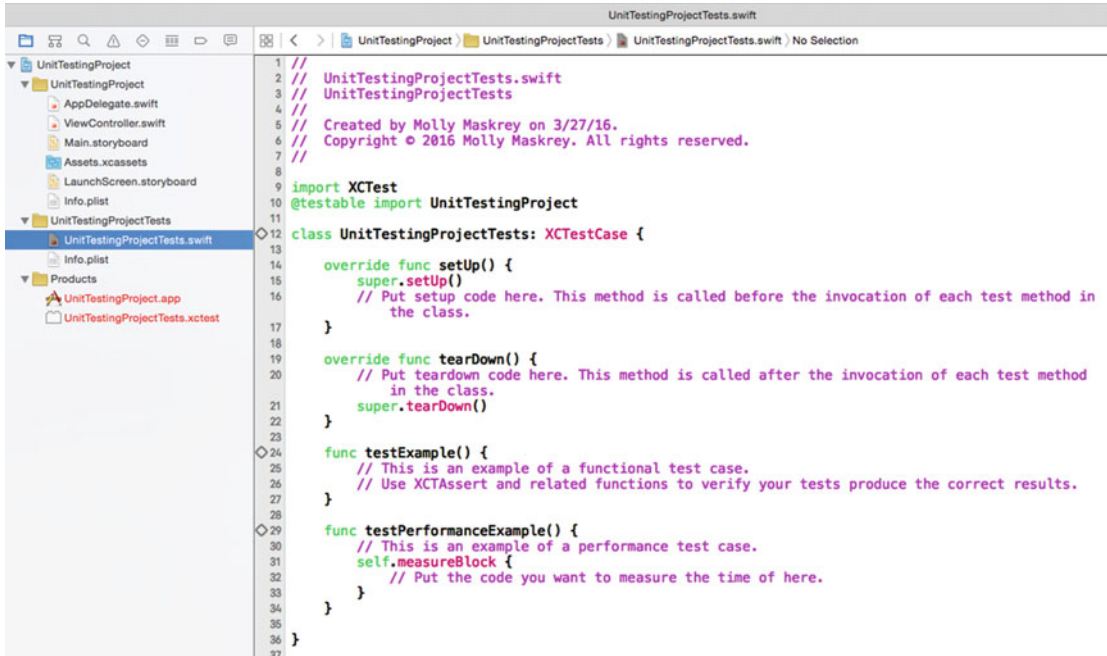 UnitTestingProjectTests.swift
UnitTestingProject UnitTestingProjectTests UnitTestingProjectTests.swift No Selection
UnitTestingProject
UnitTestingProject
AppDelegate.swift
ViewController.swift
Main.storyboard
Assets.xcassets
LaunchScreen.storyboard
Info.plist
UnitTestingProjectTests
UnitTestingProjectTests.swift
Info.plist
Products
UnitTestingProject.app
UnitTestingProjectTests.xctest
1 //
2 // UnitTestingProjectTests.swift
3 // UnitTestingProjectTests
4 //
5 // Created by Molly Maskrey on 3/27/16.
6 // Copyright © 2016 Molly Maskrey. All rights reserved.
7 //
8
9 import XCTest
10 @testable import UnitTestingProject
11
12 class UnitTestingProjectTests: XCTestCase {
13
14 override func setUp() {
15 super.setUp()
16 // Put setup code here. This method is called before the invocation of each test method in
the class.
17 }
18
19 override func tearDown() {
20 // Put teardown code here. This method is called after the invocation of each test method
in the class.
21 super.tearDown()
22 }
23
24 func testExample() {
25 // This is an example of a functional test case.
26 // Use XCTAssert and related functions to verify your tests produce the correct results.
27 }
28
29 func testPerformanceExample() {
30 // This is an example of a performance test case.
31 self.measureBlock {
32 // Put the code you want to measure the time of here.
33 }
34 }
35
36 }
37